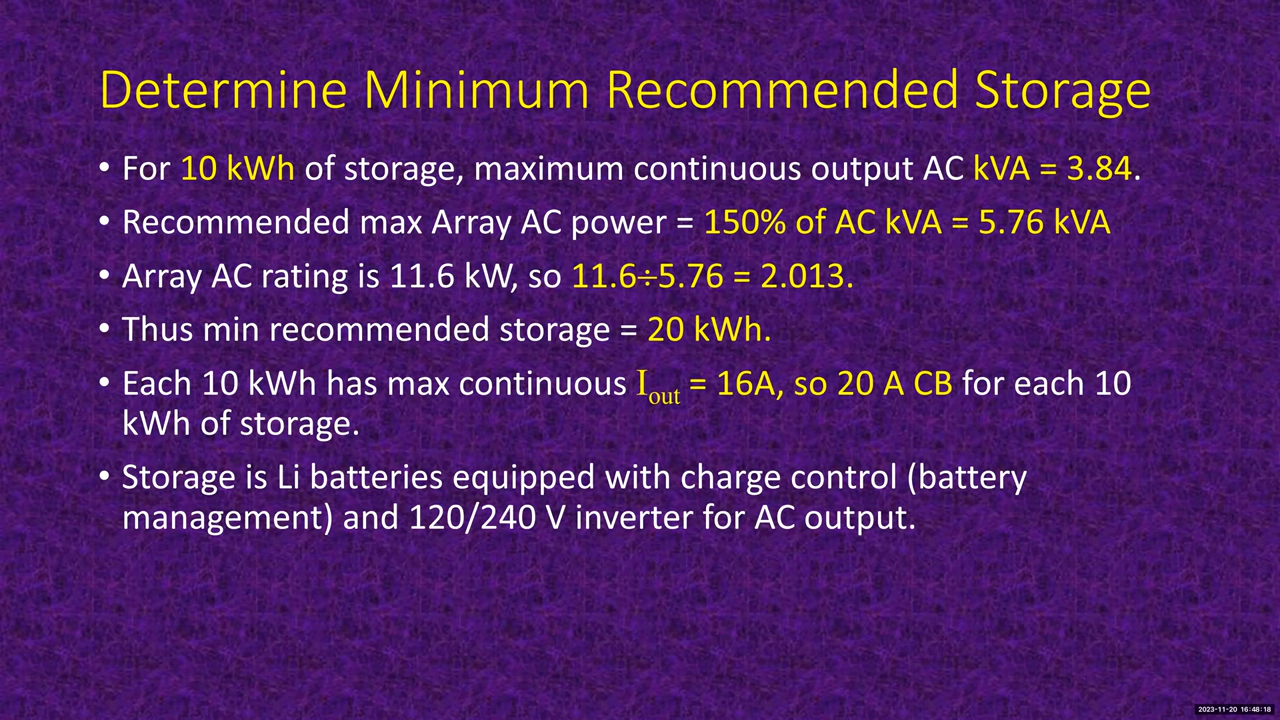 Determine Minimum Recommended Storage
• For 10 kWh of storage, maximum continuous output AC kVA = 3.84.
• Recommended max Array AC power = 150% of AC kVA = 5.76 kVA
• Array AC rating is 11.6 kW, so 11.6÷5.76 = 2.013.
• Thus min recommended storage = 20 kWh.
• Each 10 kWh has max continuous Iout = 16A, so 20 A CB for each 10
kWh of storage.
• Storage is Li batteries equipped with charge control (battery
management) and 120/240 V inverter for AC output.
2023-11-20 16:48:18